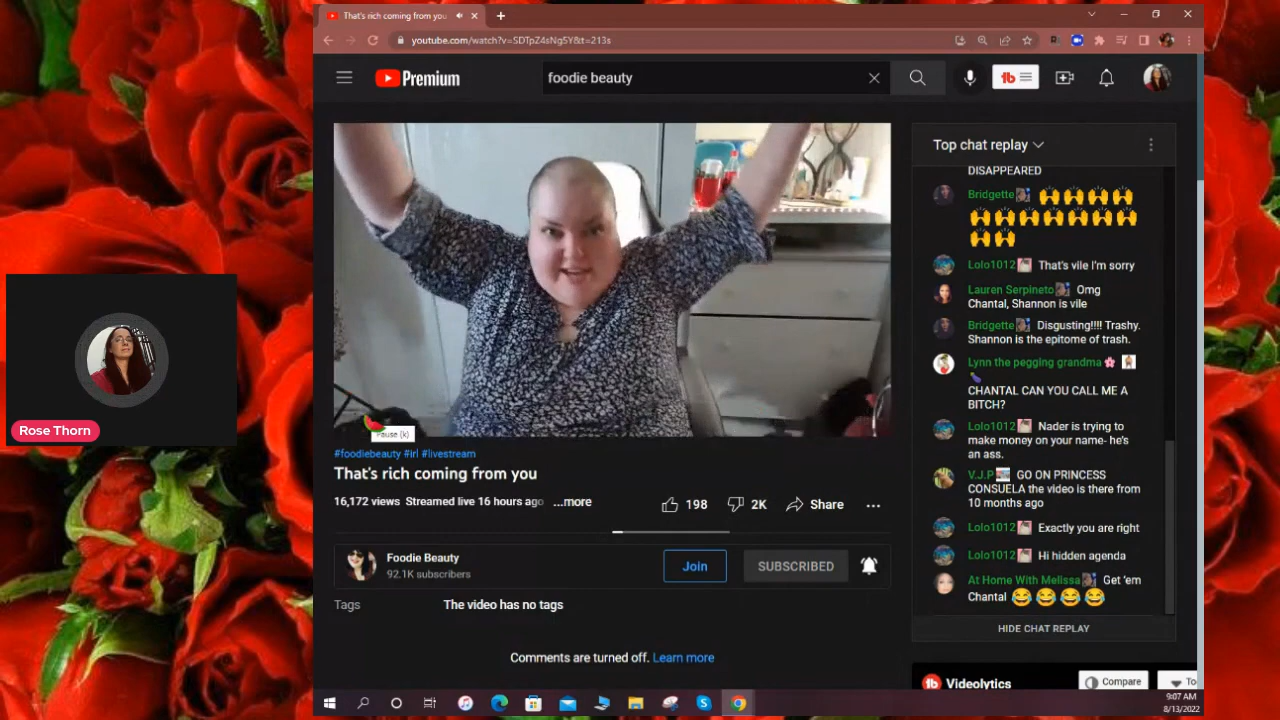 That's rich coming from you
youtube.com/watch?v=SDTpZ4sNg5Y&t=213s
Premium
foodie beauty
Top chat replay
DISAPPEARED
Bridgette
Lolo1012 That's vile I'm sorry
Lauren Serpineto Omg
Chantal, Shannon is vile
Bridgette Disgusting!!!! Trashy.
Shannon is the epitome of trash.
Lynn the pegging grandma
CHANTAL CAN YOU CALL ME A
BITCH?
Lolo1012 Nader is trying to
make money on your name- he's
an ass.
V.J.P GO ON PRINCESS
CONSUELA the video is there from
10 months ago
Lolo1012 Exactly you are right
Lolo1012 Hi hidden agenda
At Home With Melissa Get 'em
Chantal
HIDE CHAT REPLAY
Rose Thorn
Pause (k)
#foodiebeauty #irl #livestream
That's rich coming from you
16,172 views Streamed live 16 hours ago ...more
198 2K Share
Foodie Beauty
92.1K subscribers
Join SUBSCRIBED
Tags The video has no tags
Comments are turned off. Learn more
tb Videolytics Compare To
9:07 AM
8/13/2022